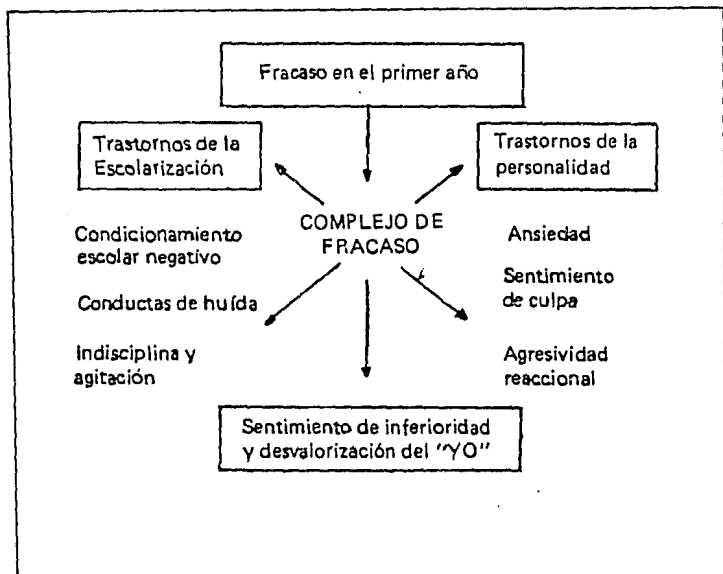 Fracaso en el primer año
Trastornos de la
Escolarización
Trastornos de la
personalidad
COMPLEJO DE
FRACASO
Condicionamiento
escolar negativo
Conductas de huída
Indisciplina y
agitación
Ansiedad
Sentimiento
de culpa
Agresividad
reaccional
Sentimiento de inferioridad
y desvalorización del "YO"